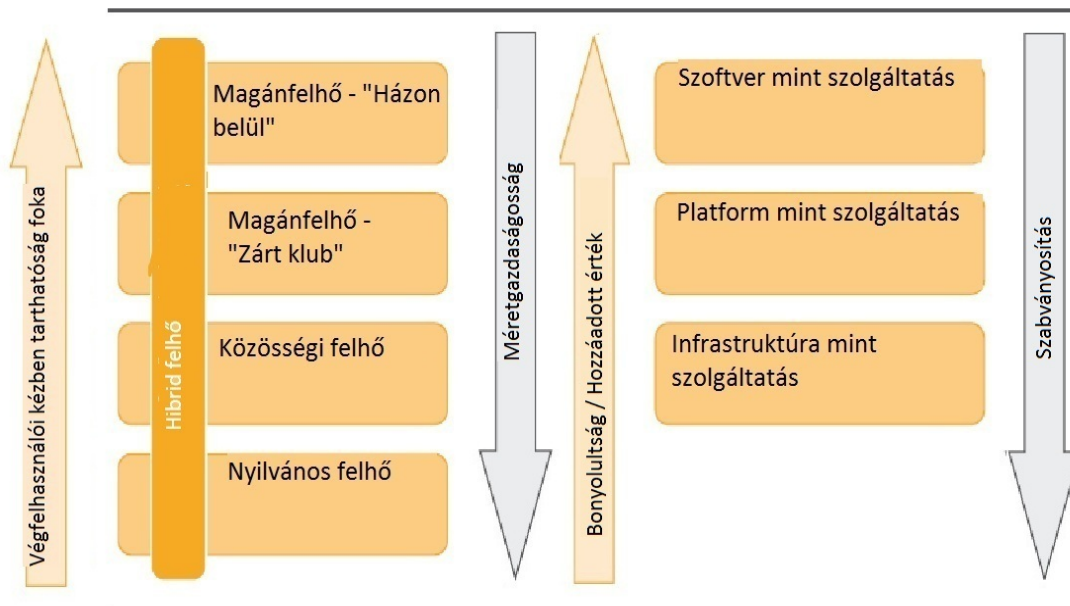 Végfelhasználói kézben tarthatóság foka
Hibrid felhő
Magánfelhő - "Házon
belül"
Magánfelhő -
"Zárt klub"
Közösségi felhő
Nyilvános felhő
Méretgazdaságosság
Bonyolultság / Hozzáadott érték
Szoftver mint szolgáltatás
Platform mint szolgáltatás
Infrastruktúra mint
szolgáltatás
Szabványosítás